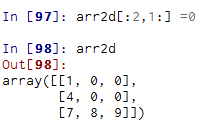 In [97]: arr2d[:2,1:] =0
In [98]: arr2d
Out[98]:
array([[1, 0, 0],
       [4, 0, 0],
       [7, 8, 9]])